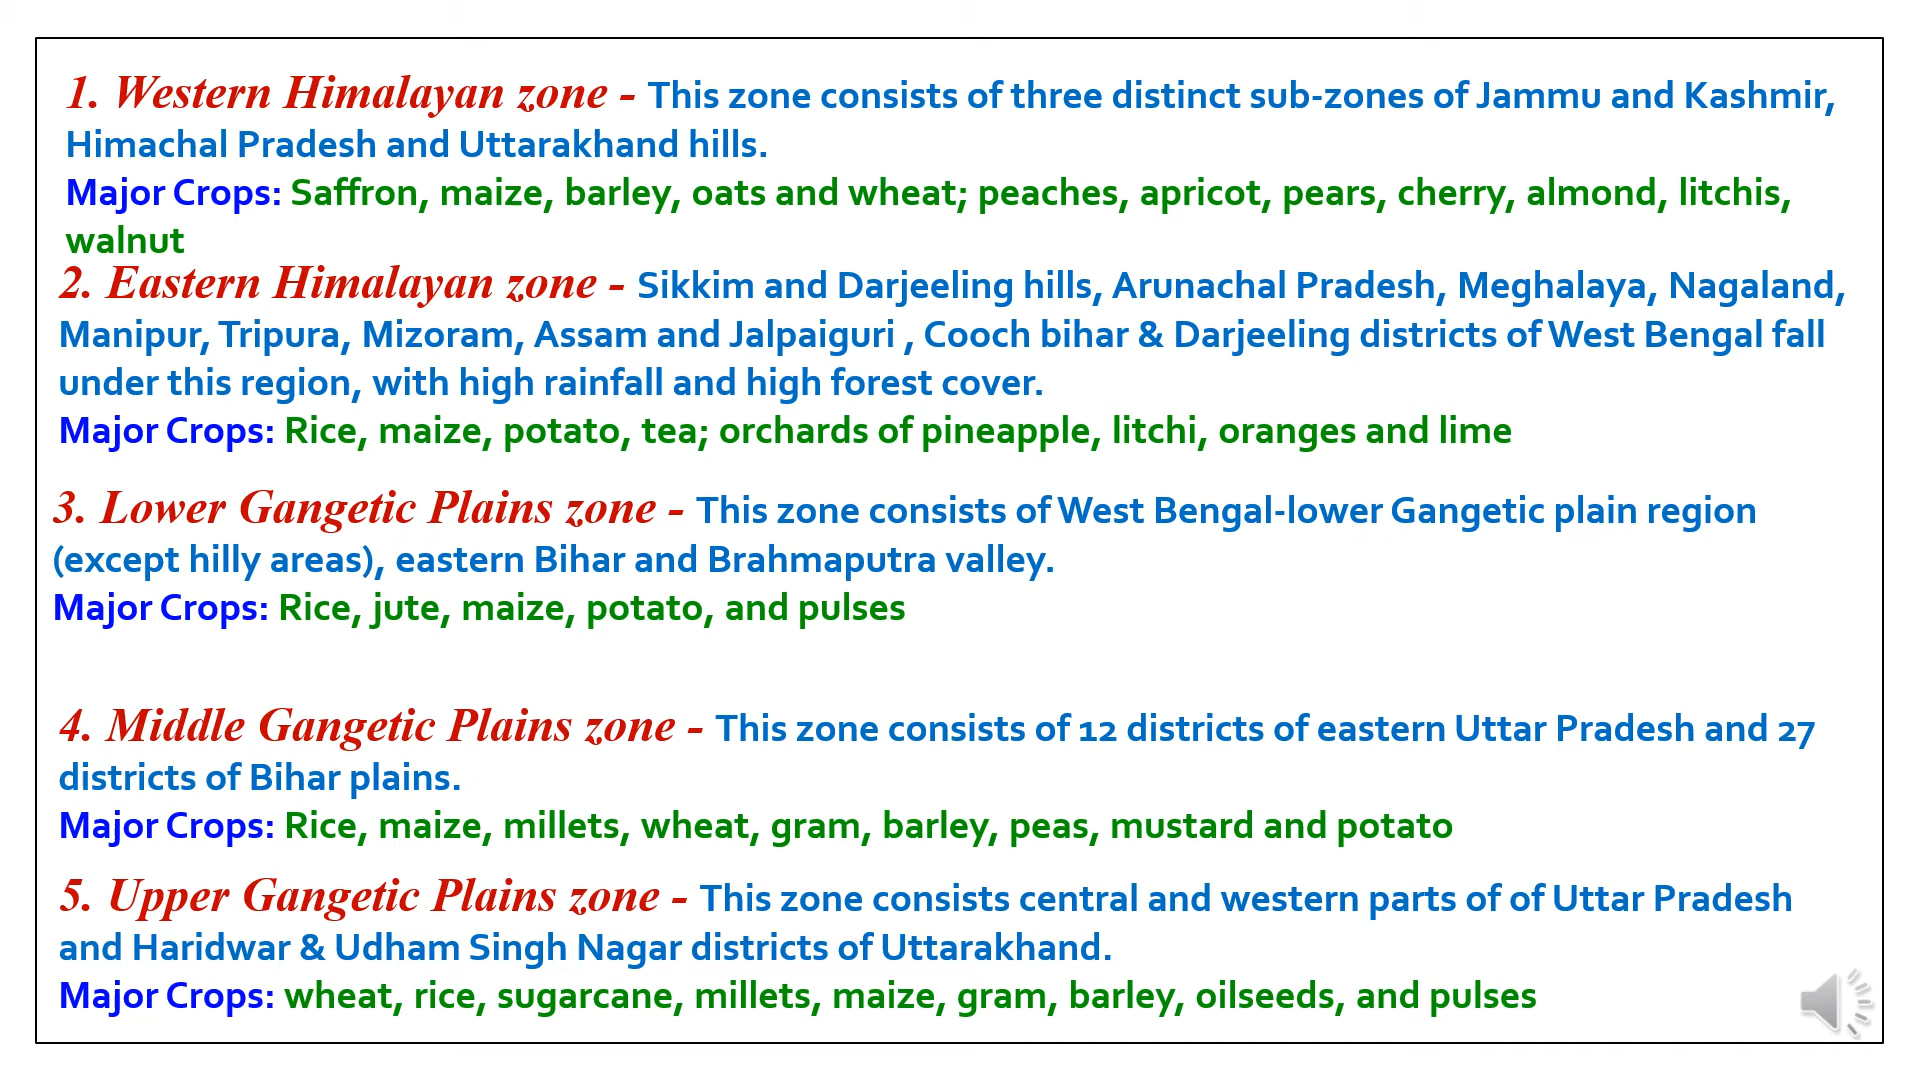 1. Western Himalayan zone - This zone consists of three distinct sub-zones of Jammu and Kashmir,
Himachal Pradesh and Uttarakhand hills.
Major Crops: Saffron, maize, barley, oats and wheat; peaches, apricot, pears, cherry, almond, litchis,
walnut
2. Eastern Himalayan zone - Sikkim and Darjeeling hills, Arunachal Pradesh, Meghalaya, Nagaland,
Manipur, Tripura, Mizoram, Assam and Jalpaiguri , Cooch bihar & Darjeeling districts of West Bengal fall
under this region, with high rainfall and high forest cover.
Major Crops: Rice, maize, potato, tea; orchards of pineapple, litchi, oranges and lime
3. Lower Gangetic Plains zone - This zone consists of West Bengal-lower Gangetic plain region
(except hilly areas), eastern Bihar and Brahmaputra valley.
Major Crops: Rice, jute, maize, potato, and pulses
4. Middle Gangetic Plains zone - This zone consists of 12 districts of eastern Uttar Pradesh and 27
districts of Bihar plains.
Major Crops: Rice, maize, millets, wheat, gram, barley, peas, mustard and potato
5. Upper Gangetic Plains zone - This zone consists central and western parts of of Uttar Pradesh
and Haridwar & Udham Singh Nagar districts of Uttarakhand.
Major Crops: wheat, rice, sugarcane, millets, maize, gram, barley, oilseeds, and pulses